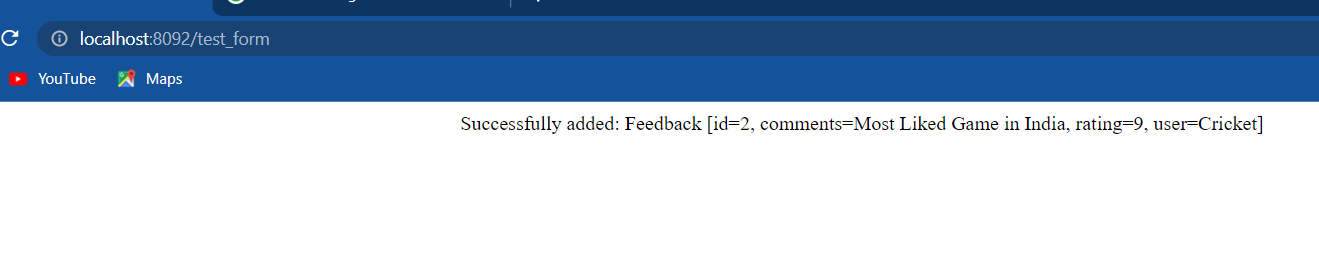 localhost:8092/test_form
YouTube Maps
Successfully added: Feedback [id=2, comments=Most Liked Game in India, rating=9, user=Cricket]